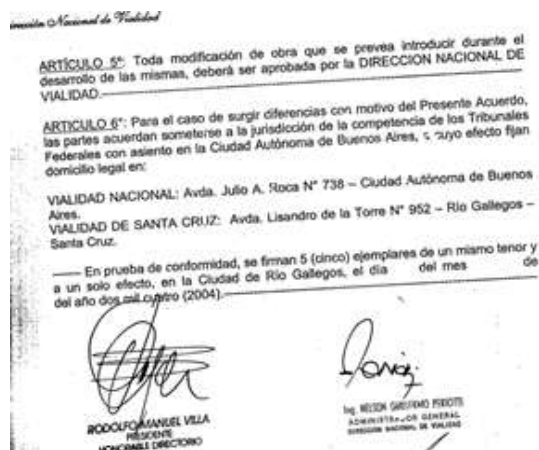 Dirección Nacional de Vialidad
ARTÍCULO 5º: Toda modificación de obra que se prevea introducir durante el
desarrollo de las mismas, deberá ser aprobada por la DIRECCION NACIONAL DE
VIALIDAD.
ARTICULO 6º: Para el caso de surgir diferencias con motivo del Presente Acuerdo,
las partes acuerdan someterse a la jurisdicción de la competencia de los Tribunales
Federales con asiento en la Ciudad Autónoma de Buenos Aires, a cuyo efecto fijan
domicilio legal en:
VIALIDAD NACIONAL: Avda. Julio A. Roca N° 738 – Ciudad Autónoma de Buenos
Aires.
VIALIDAD DE SANTA CRUZ: Avda. Lisandro de la Torre N° 952 – Río Gallegos –
Santa Cruz.
—— En prueba de conformidad, se firman 5 (cinco) ejemplares de un mismo tenor y
a un solo efecto, en la Ciudad de Río Gallegos, el día del mes de
del año dos mil cuatro (2004).
RODOLFO MANUEL VILLA
PRESIDENTE
HONORABLE DIRECTORIO
Ing. NELSON GUILLERMO PERIOTTI
ADMINISTRADOR GENERAL
DIRECCION NACIONAL DE VIALIDAD